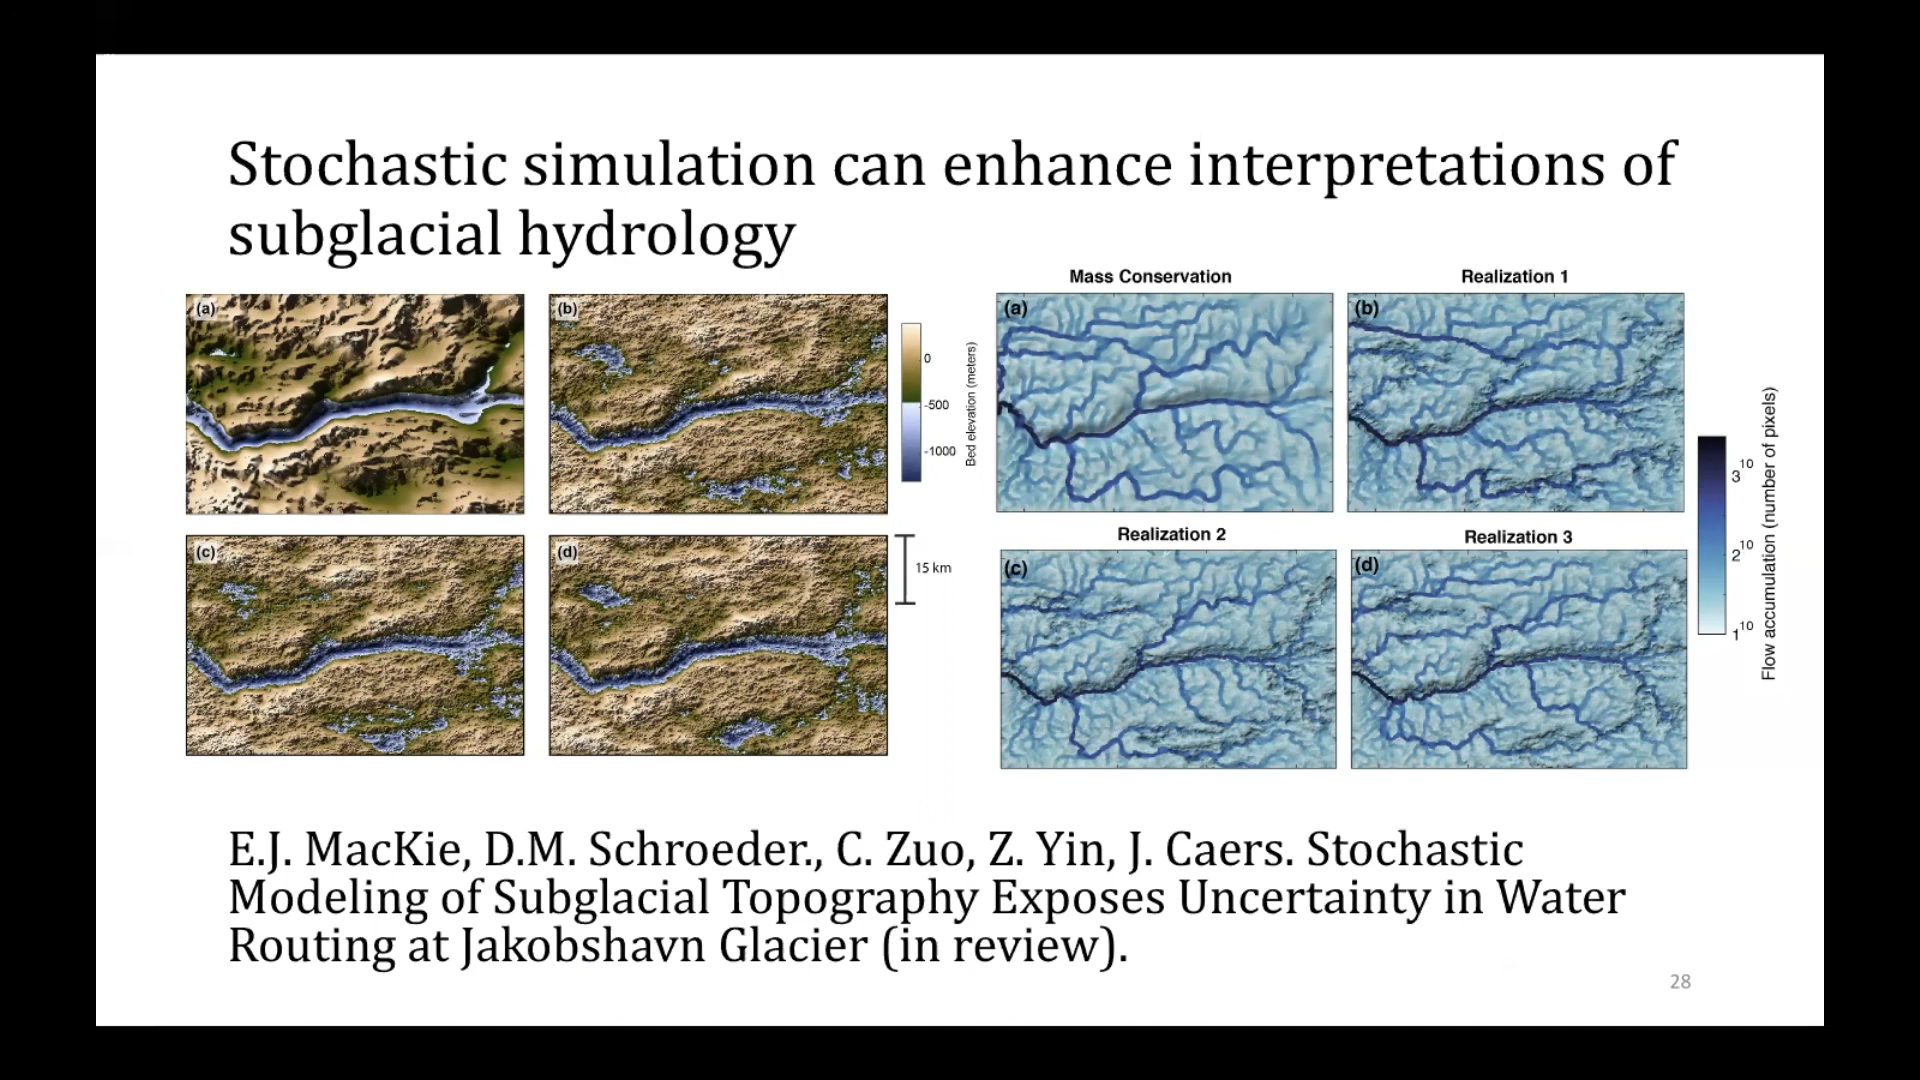 Stochastic simulation can enhance interpretations of
subglacial hydrology
(a)
(b)
0
-500
-1000
Bed elevation (meters)
(c)
(d)
15 km
Mass Conservation
Realization 1
(a)
(b)
Realization 2
Realization 3
(c)
(d)
3^10
2^10
1^10
Flow accumulation (number of pixels)
E.J. MacKie, D.M. Schroeder., C. Zuo, Z. Yin, J. Caers. Stochastic
Modeling of Subglacial Topography Exposes Uncertainty in Water
Routing at Jakobshavn Glacier (in review).
28